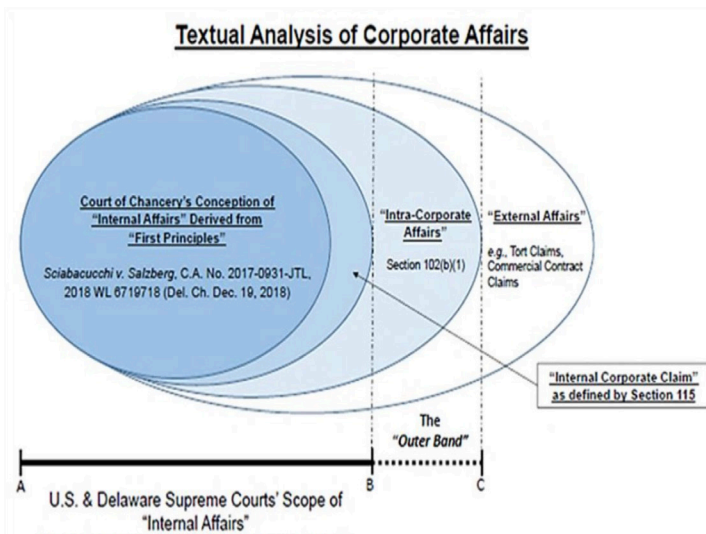 Textual Analysis of Corporate Affairs
Court of Chancery's Conception of
"Internal Affairs" Derived from
"First Principles"
Sciabacucchi v. Salzberg, C.A. No. 2017-0931-JTL,
2018 WL 6719718 (Del. Ch. Dec. 19, 2018)
"Intra-Corporate
Affairs"
Section 102(b)(1)
"External Affairs"
e.g., Tort Claims,
Commercial Contract
Claims
"Internal Corporate Claim"
as defined by Section 115
The
"Outer Band"
A
B
C
U.S. & Delaware Supreme Courts' Scope of
"Internal Affairs"